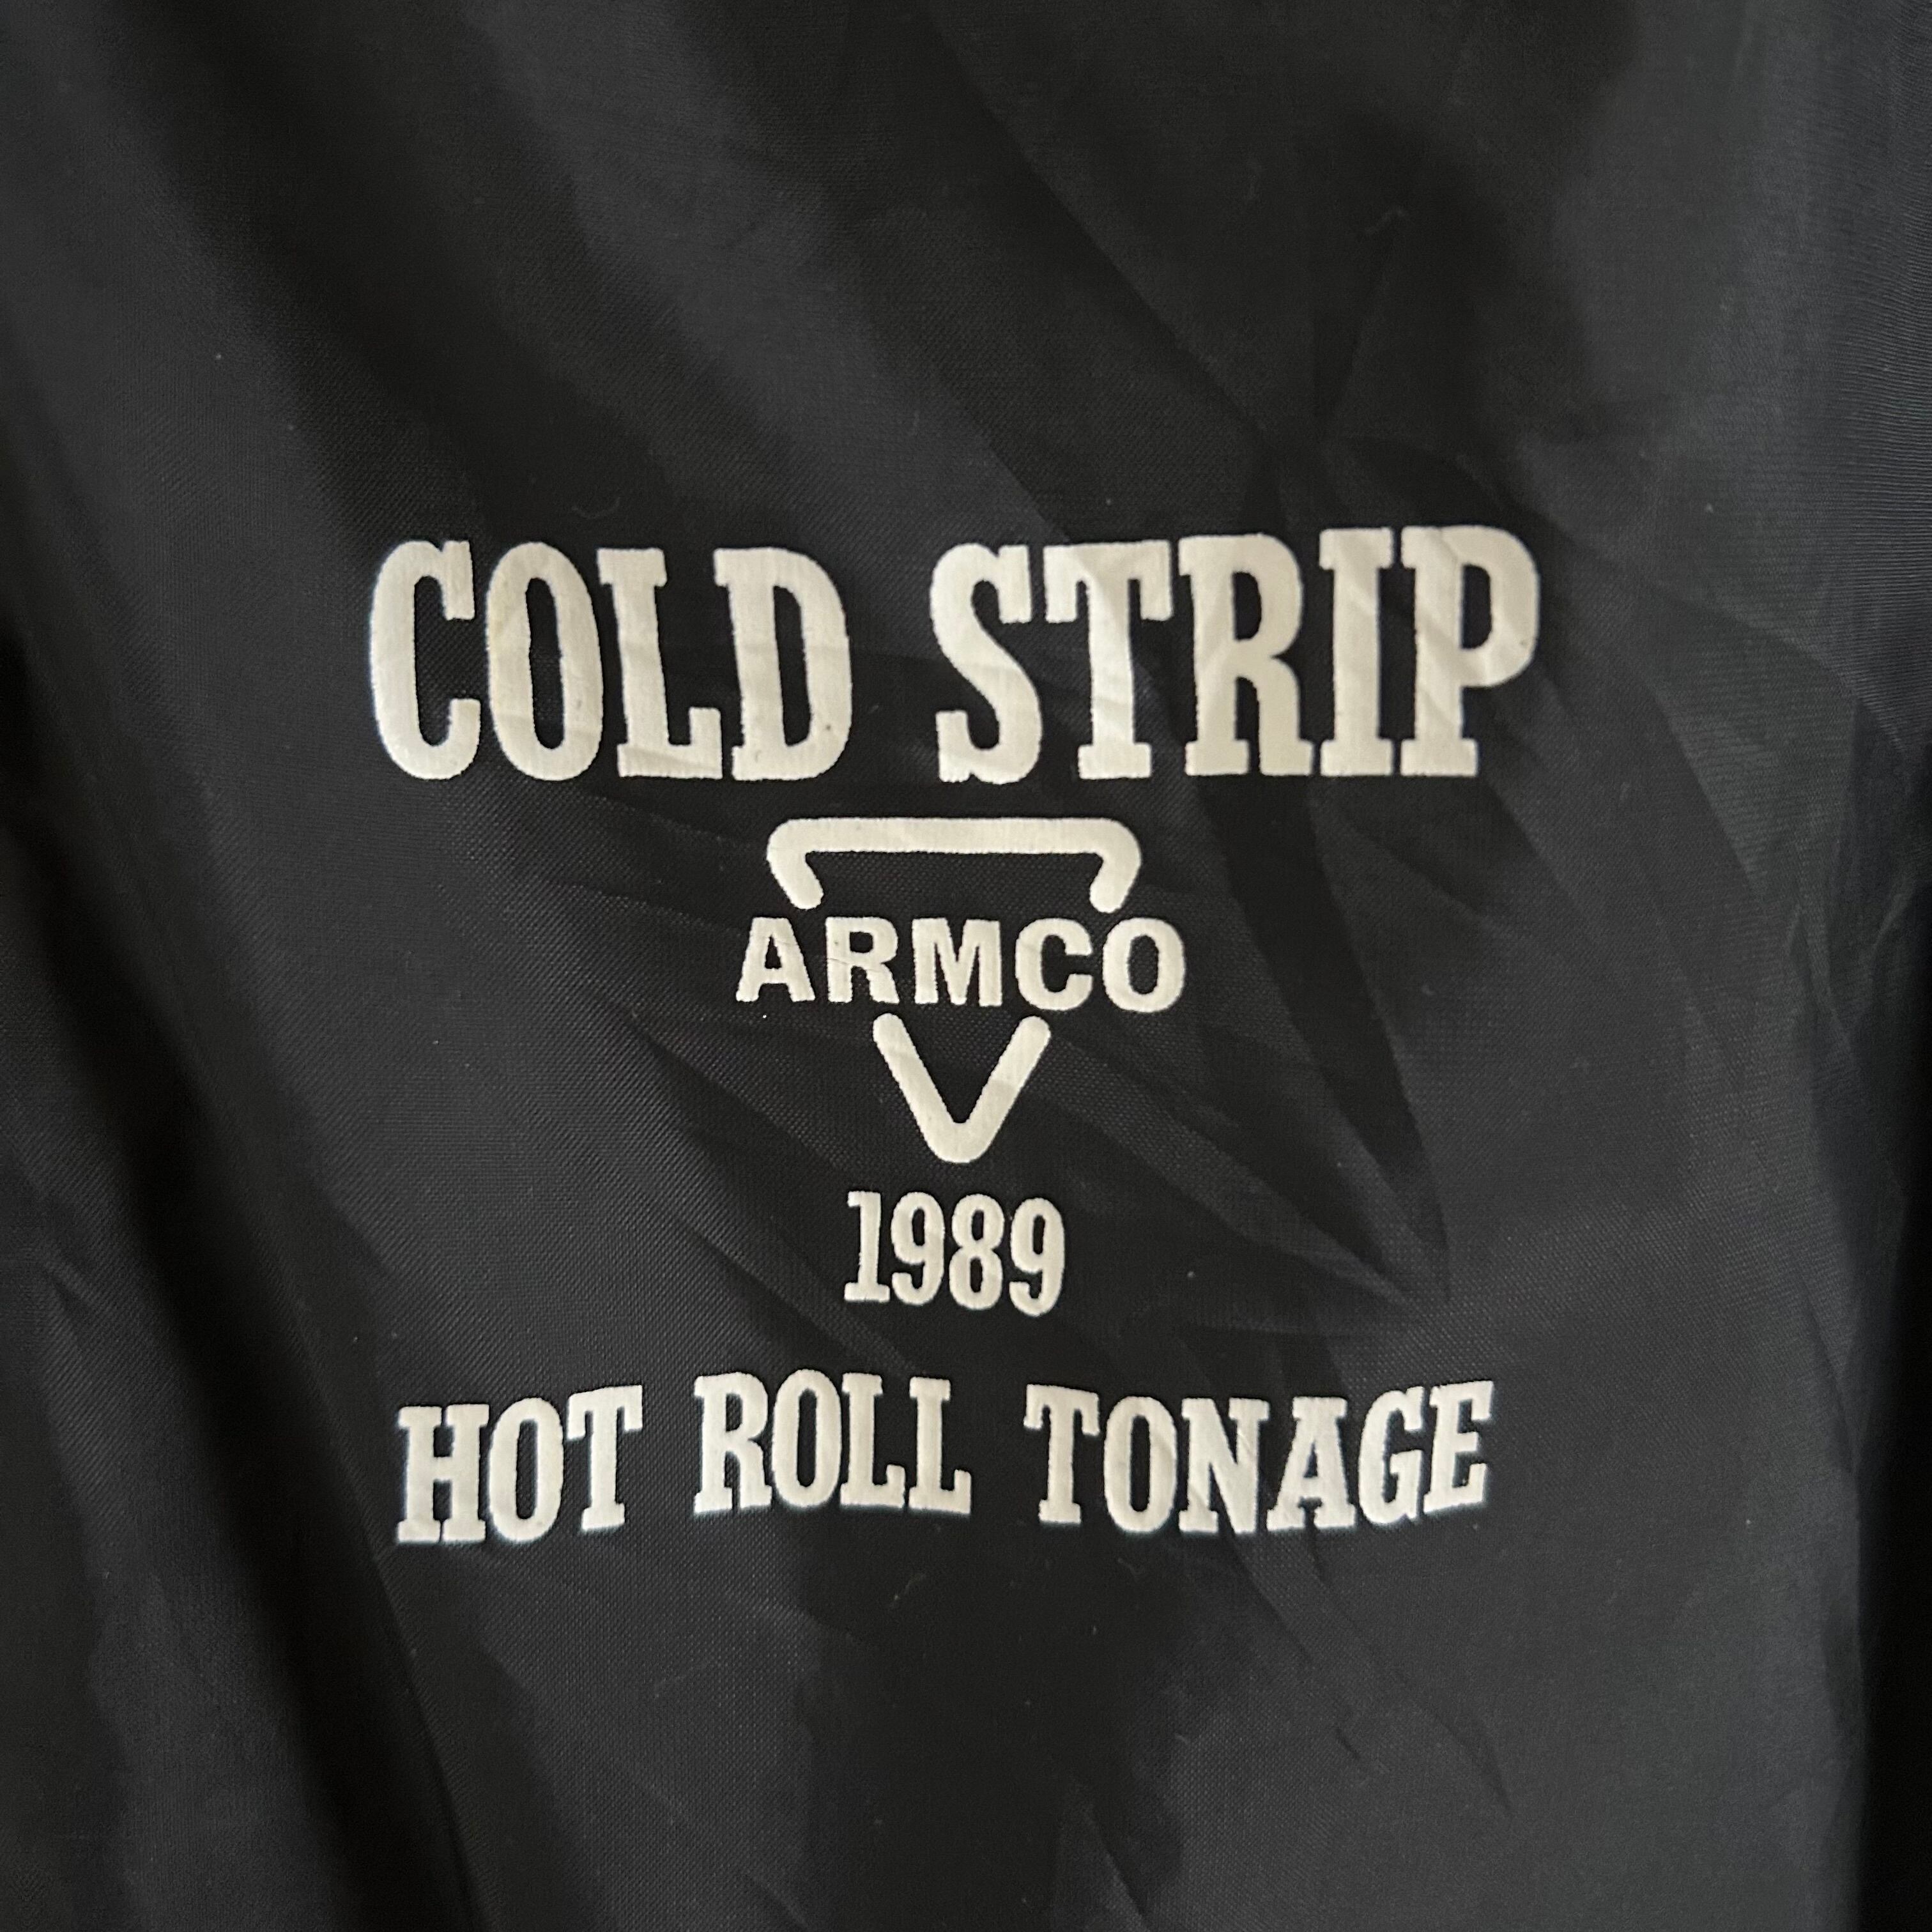 COLD STRIP
ARMCO
1989
HOT ROLL TONAGE